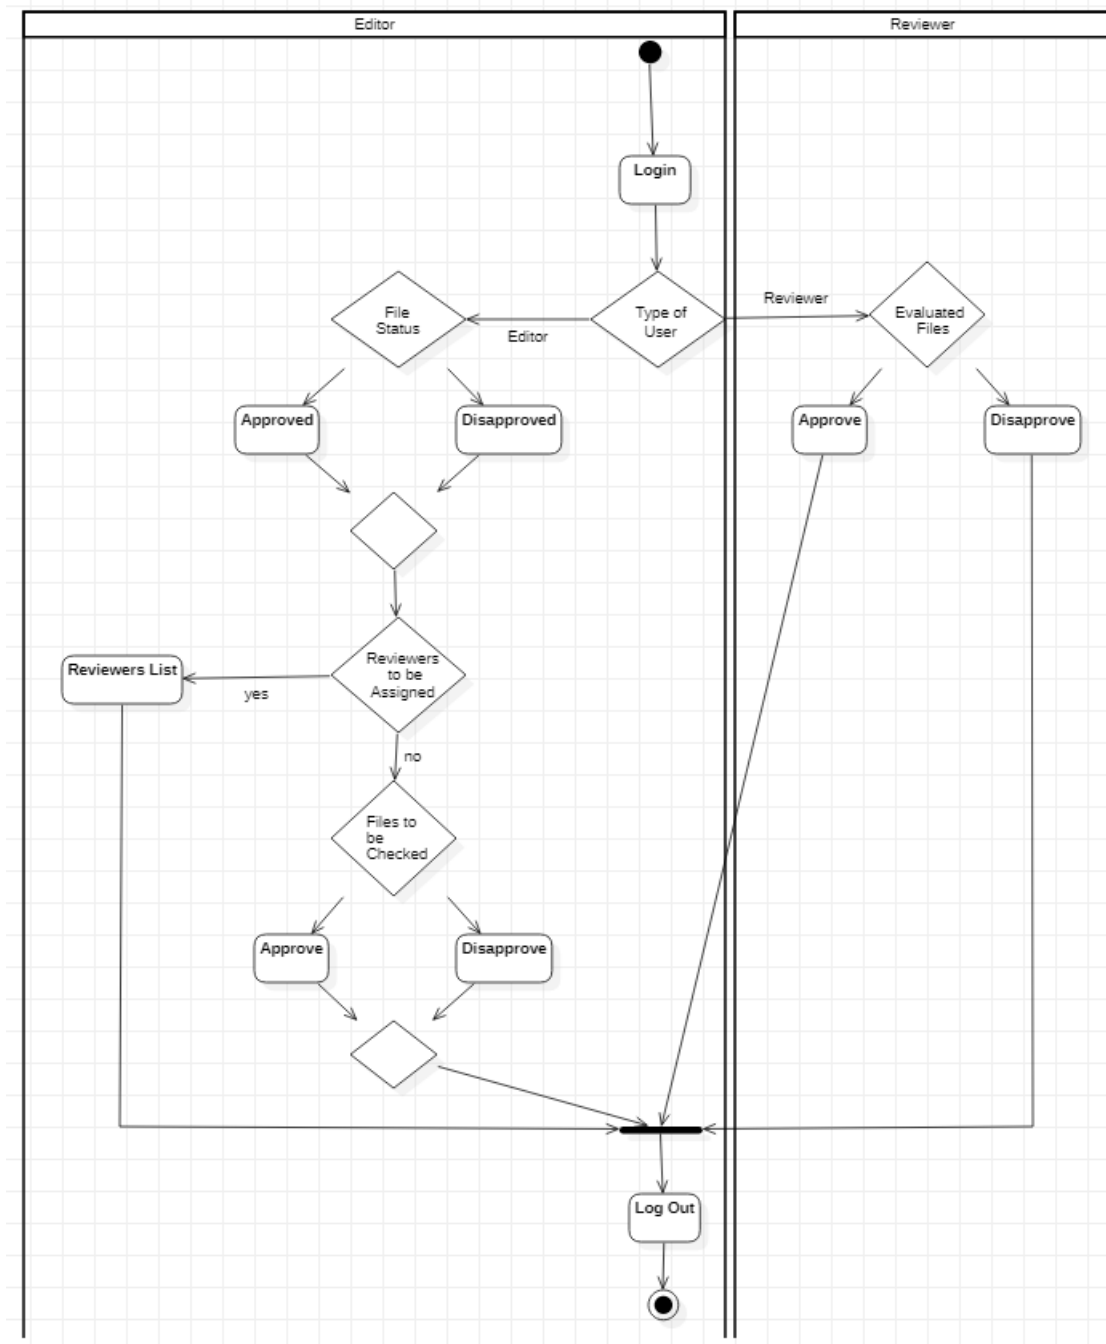 Editor
Reviewer
Login
File
Status
Editor
Type of
User
Reviewer
Evaluated
Files
Approved
Disapproved
Approve
Disapprove
Reviewers List
yes
Reviewers
to be
Assigned
no
Files to
be
Checked
Approve
Disapprove
Log Out